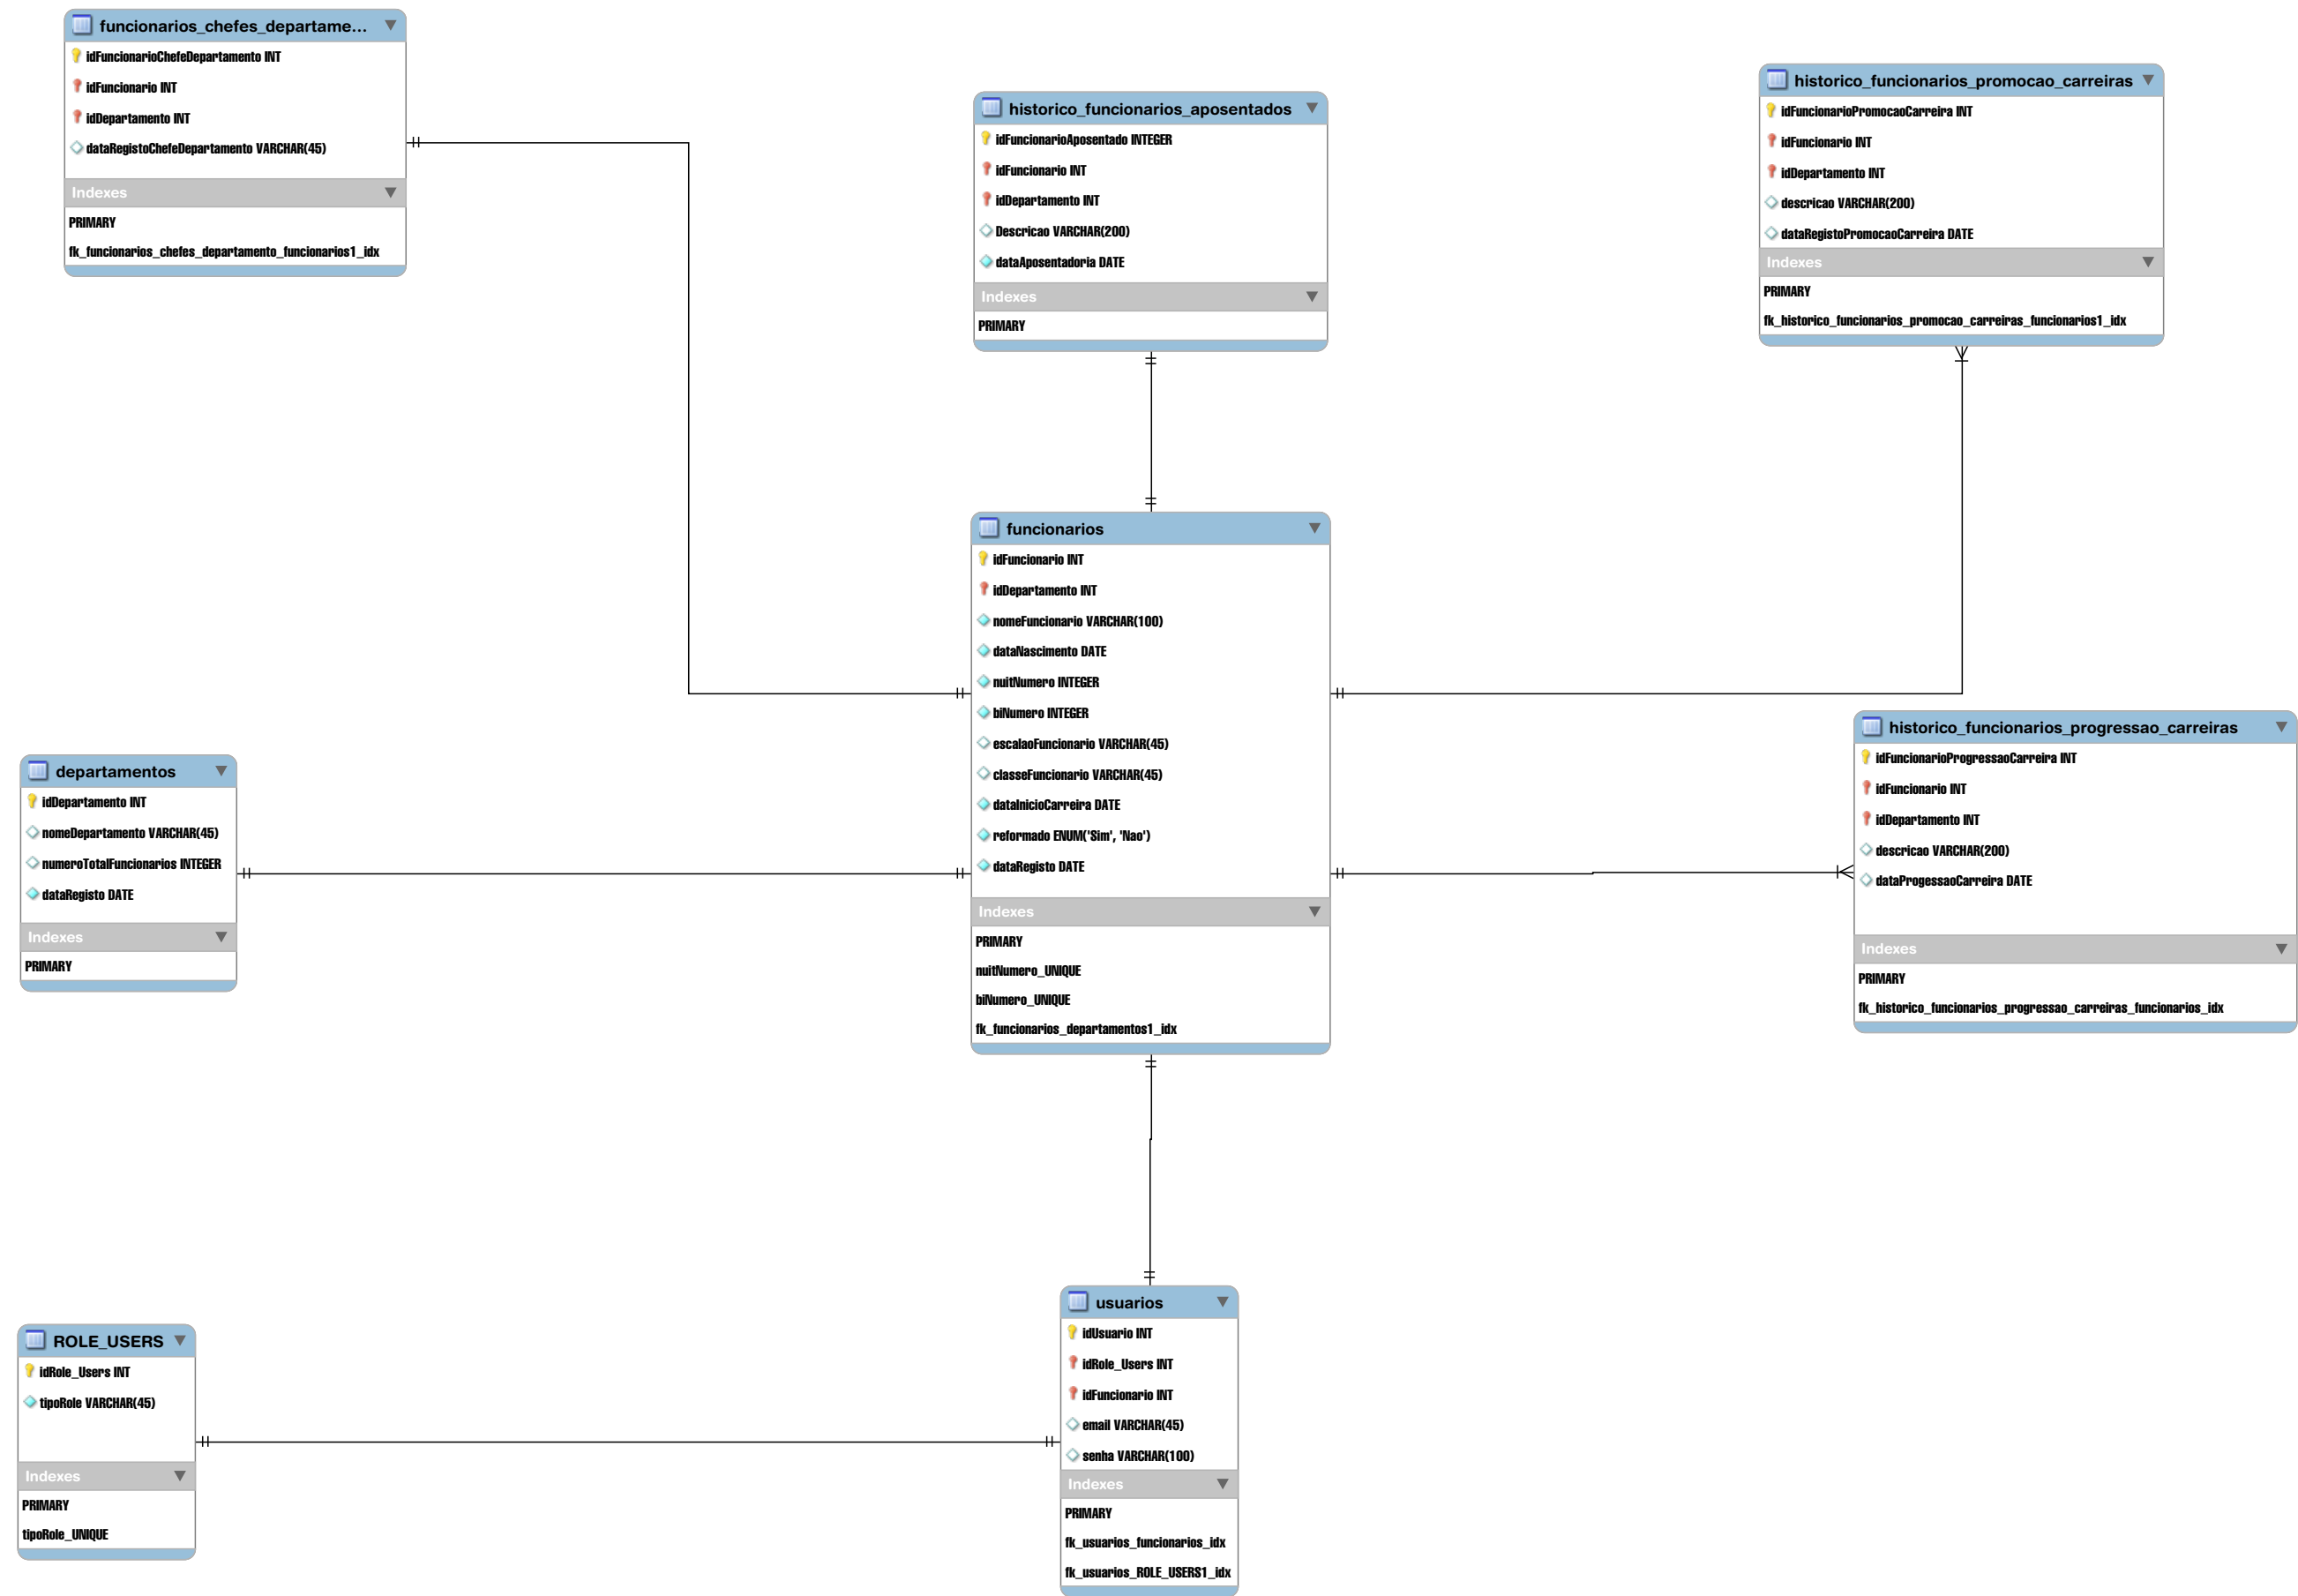 funcionarios_chefes_departame...
idFuncionarioChefeDepartamento INT
idFuncionario INT
idDepartamento INT
dataRegistoChefeDepartamento VARCHAR(45)
Indexes
PRIMARY
fk_funcionarios_chefes_departamento_funcionarios1_idx
historico_funcionarios_aposentados
idFuncionarioAposentado INTEGER
idFuncionario INT
idDepartamento INT
Descricao VARCHAR(200)
dataAposentadoria DATE
Indexes
PRIMARY
historico_funcionarios_promocao_carreiras
idFuncionarioPromocaoCarreira INT
idFuncionario INT
idDepartamento INT
descricao VARCHAR(200)
dataRegistoPromocaoCarreira DATE
Indexes
PRIMARY
fk_historico_funcionarios_promocao_carreiras_funcionarios1_idx
funcionarios
idFuncionario INT
idDepartamento INT
nomeFuncionario VARCHAR(100)
dataNascimento DATE
nuitNumero INTEGER
biNumero INTEGER
escalaoFuncionario VARCHAR(45)
classeFuncionario VARCHAR(45)
dataInicioCarreira DATE
reformado ENUM('Sim', 'Nao')
dataRegisto DATE
Indexes
PRIMARY
nuitNumero_UNIQUE
biNumero_UNIQUE
fk_funcionarios_departamentos1_idx
departamentos
idDepartamento INT
nomeDepartamento VARCHAR(45)
numeroTotalFuncionarios INTEGER
dataRegisto DATE
Indexes
PRIMARY
historico_funcionarios_progressao_carreiras
idFuncionarioProgressaoCarreira INT
idFuncionario INT
idDepartamento INT
descricao VARCHAR(200)
dataProgessaoCarreira DATE
Indexes
PRIMARY
fk_historico_funcionarios_progressao_carreiras_funcionarios_idx
ROLE_USERS
idRole_Users INT
tipoRole VARCHAR(45)
Indexes
PRIMARY
tipoRole_UNIQUE
usuarios
idUsuario INT
idRole_Users INT
idFuncionario INT
email VARCHAR(45)
senha VARCHAR(100)
Indexes
PRIMARY
fk_usuarios_funcionarios_idx
fk_usuarios_ROLE_USERS1_idx